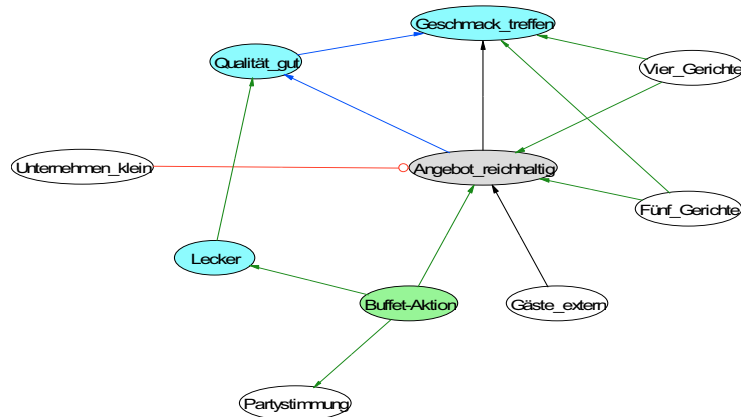 Geschmack_treffen
Qualität_gut
Vier_Gerichte
Unternehmen_klein
Angebot_reichhaltig
Fünf_Gerichte
Lecker
Buffet-Aktion
Gäste_extern
Partystimmung